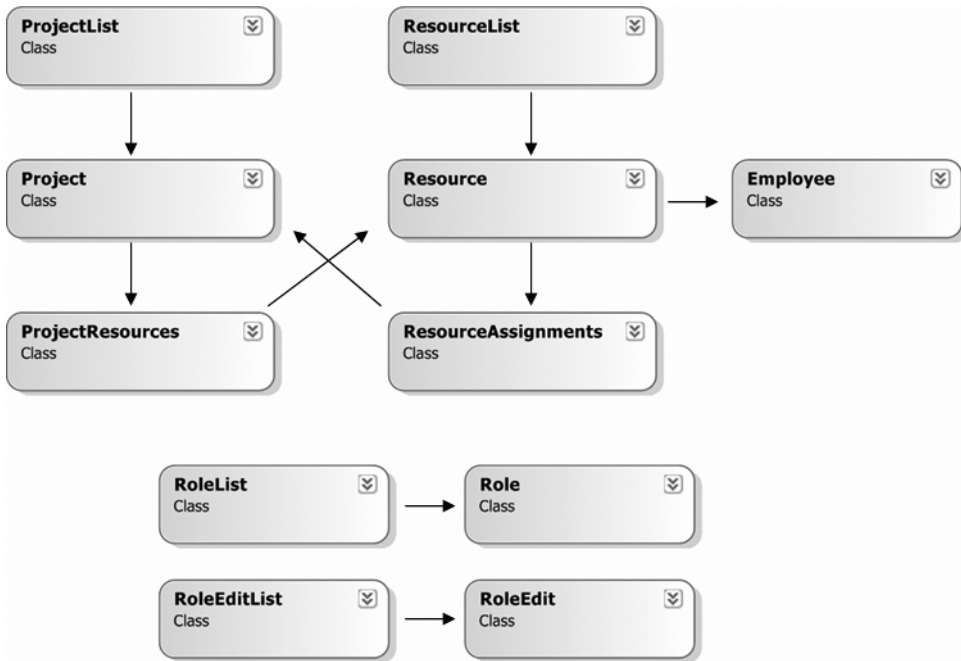 ProjectList
Class
ResourceList
Class
Project
Class
Resource
Class
Employee
Class
ProjectResources
Class
ResourceAssignments
Class
RoleList
Class
Role
Class
RoleEditList
Class
RoleEdit
Class